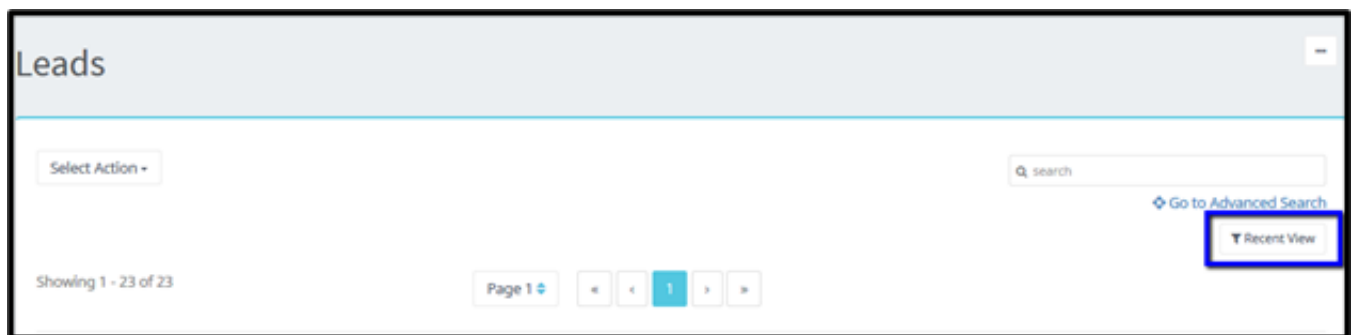 Leads
Select Action
search
Go to Advanced Search
Recent View
Showing 1 - 23 of 23
Page 1 « ‹ 1 › »